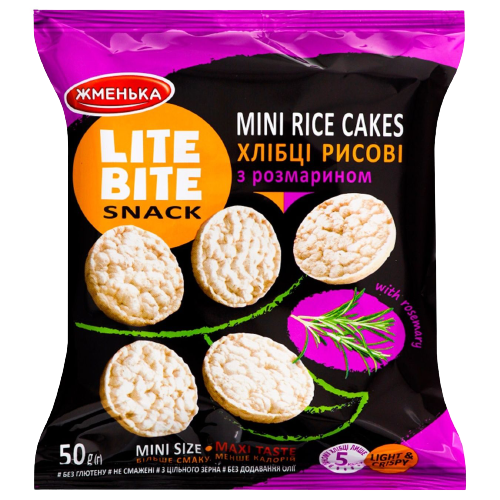 ЖМЕНЬКА
LITE
BITE
SNACK
MINI RICE CAKES
ХЛІБЦІ РИСОВІ
з розмарином
with rosemary
50 g (г)
MINI SIZE • MAXI TASTE
БІЛЬШЕ СМАКУ МЕНШЕ КАЛОРІЙ
# БЕЗ ГЛЮТЕНУ # НЕ СМАЖЕНІ # З ЦІЛЬНОГО ЗЕРНА # БЕЗ ДОДАВАННЯ ОЛІЇ
5
LIGHT &
CRISPY